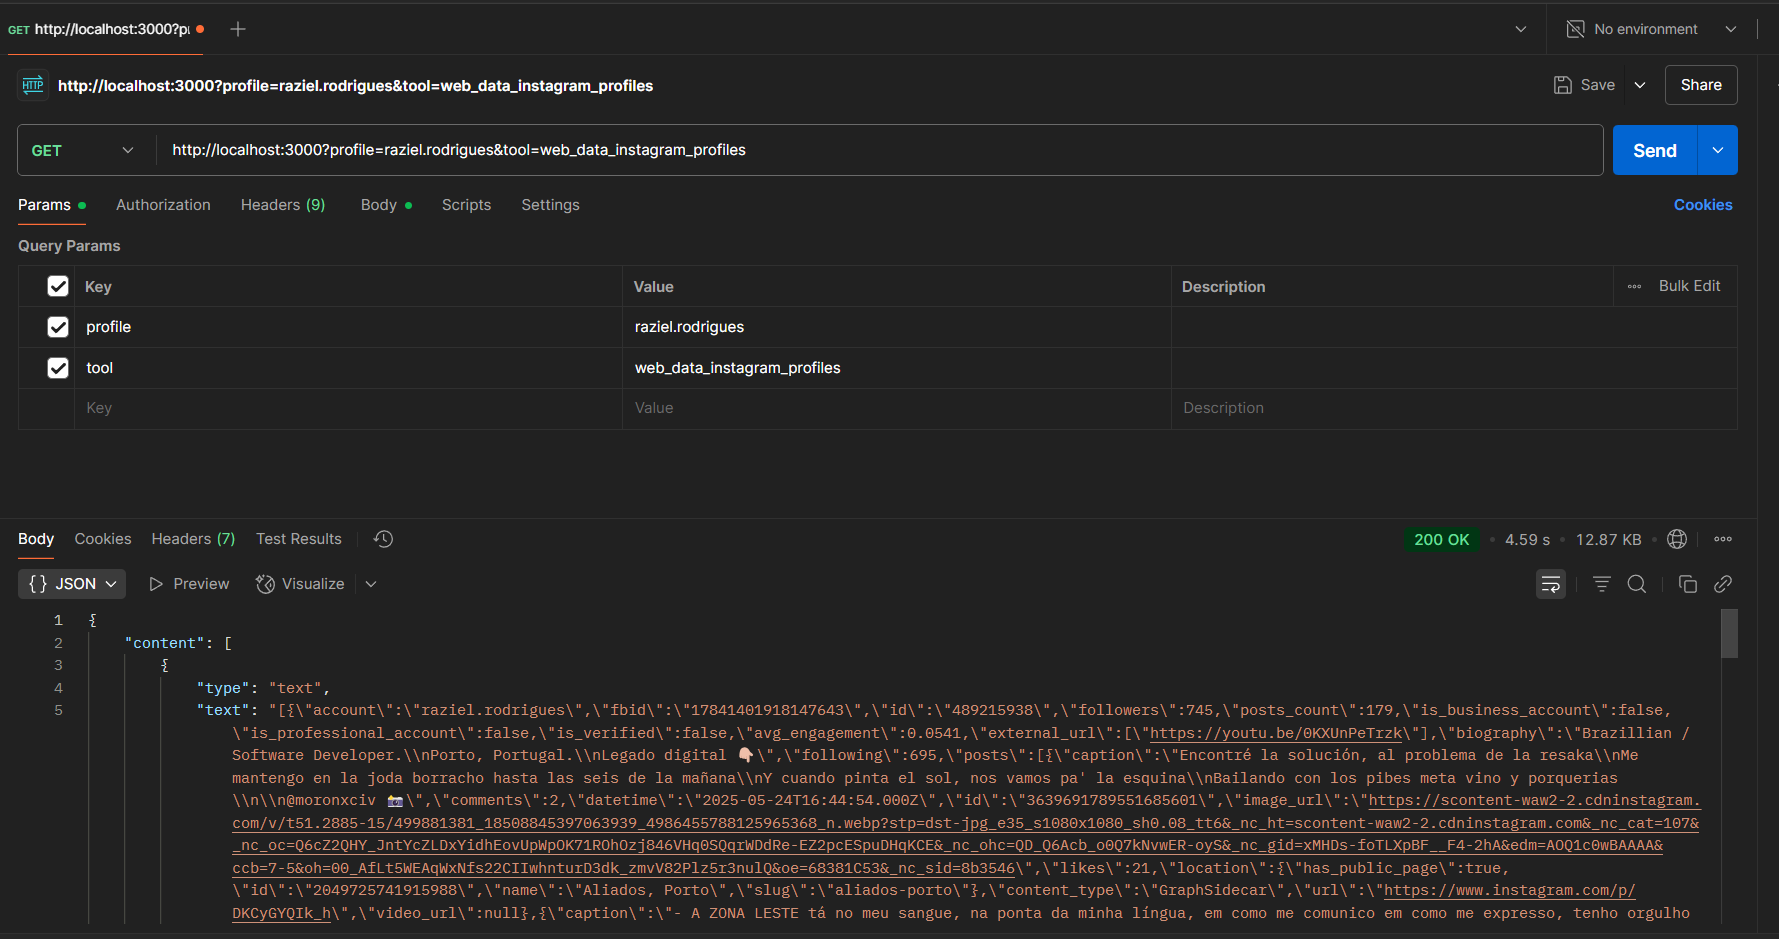 GET http://localhost:3000?pr
No environment
HTTP http://localhost:3000?profile=raziel.rodrigues&tool=web_data_instagram_profiles
Save
Share
GET http://localhost:3000?profile=raziel.rodrigues&tool=web_data_instagram_profiles
Send
Params Authorization Headers (9) Body Scripts Settings
Cookies
Query Params
Key Value Description Bulk Edit
profile raziel.rodrigues
tool web_data_instagram_profiles
Key Value Description
Body Cookies Headers (7) Test Results
200 OK • 4.59 s • 12.87 KB •
{} JSON Preview Visualize
1 {
2 "content": [
3 {
4 "type": "text",
5 "text": "[{\"account\":\"raziel.rodrigues\",\"fbid\":\"17841401918147643\",\"id\":\"489215938\",\"followers\":745,\"posts_count\":179,\"is_business_account\":false,
\"is_professional_account\":false,\"is_verified\":false,\"avg_engagement\":0.0541,\"external_url\":[\"https://youtu.be/0KXUnPeTrzk\"],\"biography\":\"Brazillian /
Software Developer.\\nPorto, Portugal.\\nLegado digital 👇🏻\",\"following\":695,\"posts\":[{\"caption\":\"Encontré la solución, al problema de la resaka\\nMe
mantengo en la joda borracho hasta las seis de la mañana\\nY cuando pinta el sol, nos vamos pa' la esquina\\nBailando con los pibes meta vino y porquerias
\\n\\n@moronxciv 📸\",\"comments\":2,\"datetime\":\"2025-05-24T16:44:54.000Z\",\"id\":\"3639691789551685601\",\"image_url\":\"https://scontent-waw2-2.cdninstagram.
com/v/t51.2885-15/499881381_18508845397063939_4986455788125965368_n.webp?stp=dst-jpg_e35_s1080x1080_sh0.08_tt6&_nc_ht=scontent-waw2-2.cdninstagram.com&_nc_cat=107&
_nc_oc=Q6cZ2QHY_JntYcZLDxYidhEovUpWpOK71ROhOzj846VHq0SQqrWDdRe-EZ2pcESpuDHqKCE&_nc_ohc=QD_Q6Acb_o0Q7kNvwER-oyS&_nc_gid=xMHDs-foTLXpBF__F4-2hA&edm=AOQ1c0wBAAAA&
ccb=7-5&oh=00_AfLt5WEAqWxNfs22CIIwhnturD3dk_zmvV82Plz5r3nulQ&oe=68381C53&_nc_sid=8b3546\",\"likes\":21,\"location\":{\"has_public_page\":true,
\"id\":\"2049725741915988\",\"name\":\"Aliados, Porto\",\"slug\":\"aliados-porto\"},\"content_type\":\"GraphSidecar\",\"url\":\"https://www.instagram.com/p/
DKCyGYQIk_h\",\"video_url\":null},{\"caption\":\"- A ZONA LESTE tá no meu sangue, na ponta da minha língua, em como me comunico em como me expresso, tenho orgulho